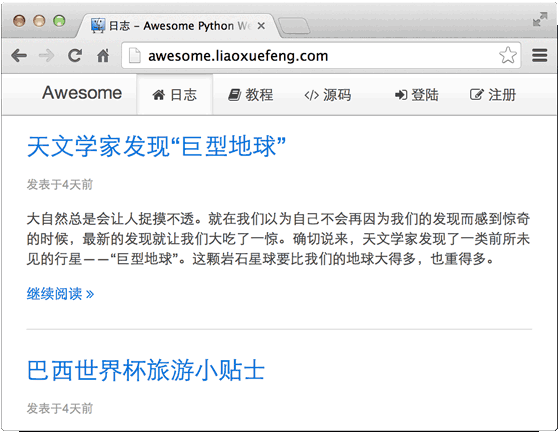 日志 - Awesome Python We
awesome.liaoxuefeng.com
Awesome 日志 教程 </> 源码 登陆 注册
天文学家发现“巨型地球”
发表于4天前
大自然总是会让人捉摸不透。就在我们以为自己不会再因为我们的发现而感到惊奇
的时候，最新的发现就让我们大吃了一惊。确切说来，天文学家发现了一类前所未
见的行星——“巨型地球”。这颗岩石星球要比我们的地球大得多，也重得多。
继续阅读 »
巴西世界杯旅游小贴士
发表于4天前